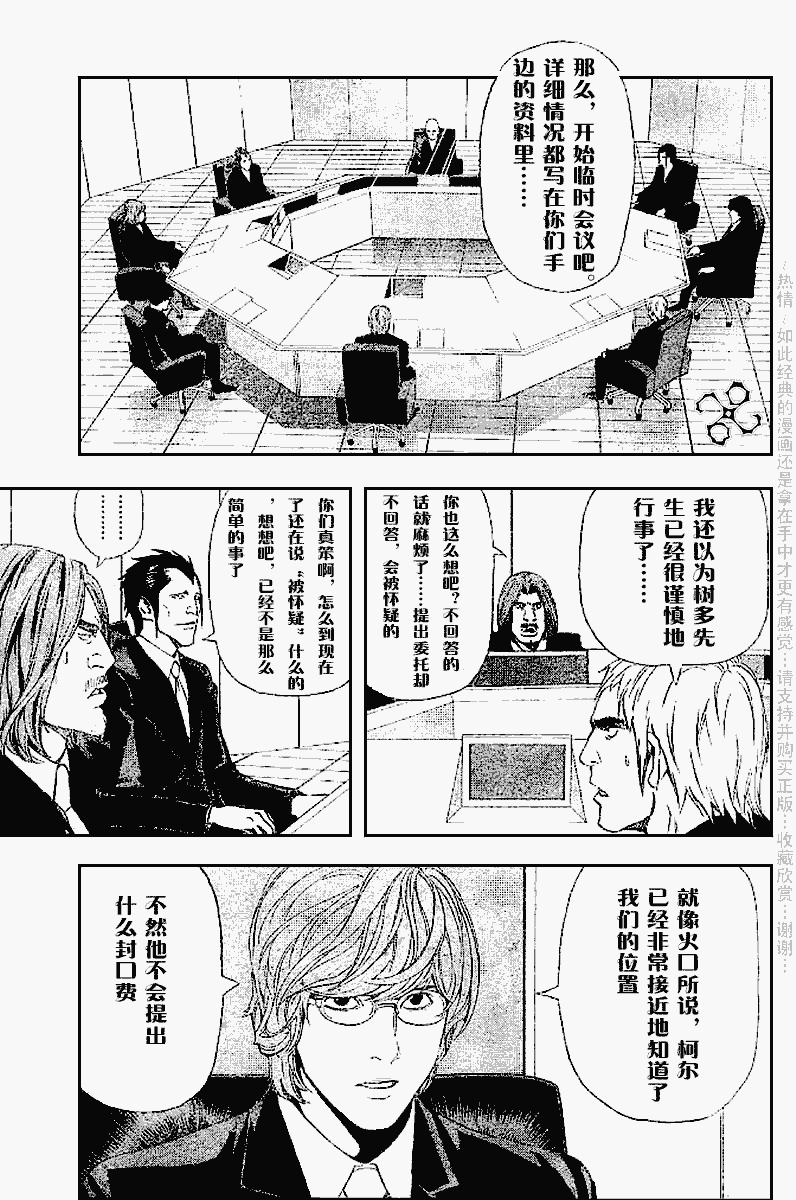 那么，开始临时会议吧。
详细情况都写在你们手
边的资料里……
我还以为树多先
生已经很谨慎地
行事了……
你也这么想吧？不回答的
话就麻烦了……提出委托却
不回答，会被怀疑的
你们真笨啊，怎么到现在
了还在说“被怀疑”什么的
，想想吧，已经不是那么
简单的事了
……
就像火口所说，柯尔
已经非常接近地知道了
我们的位置
不然他不会提出
什么封口费
热情…如此经典的漫画还是拿在手中才更有感觉…请支持并购买正版…收藏欣赏…谢谢…